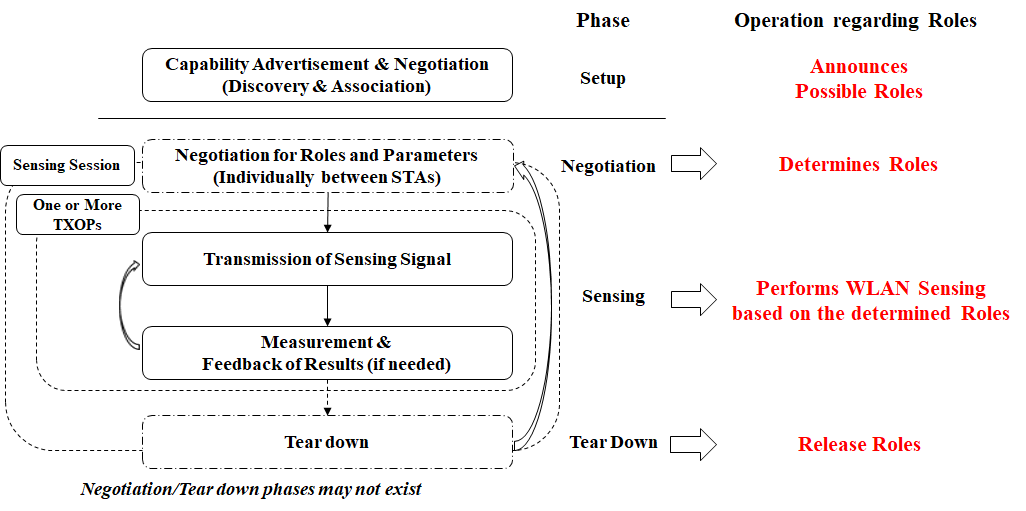 Phase
Operation regarding Roles
Capability Advertisement & Negotiation
(Discovery & Association)
Setup
Announces
Possible Roles
Sensing Session
Negotiation for Roles and Parameters
(Individually between STAs)
Negotiation
Determines Roles
One or More
TXOPs
Transmission of Sensing Signal
Sensing
Performs WLAN Sensing
based on the determined Roles
Measurement &
Feedback of Results (if needed)
Tear down
Tear Down
Release Roles
Negotiation/Tear down phases may not exist